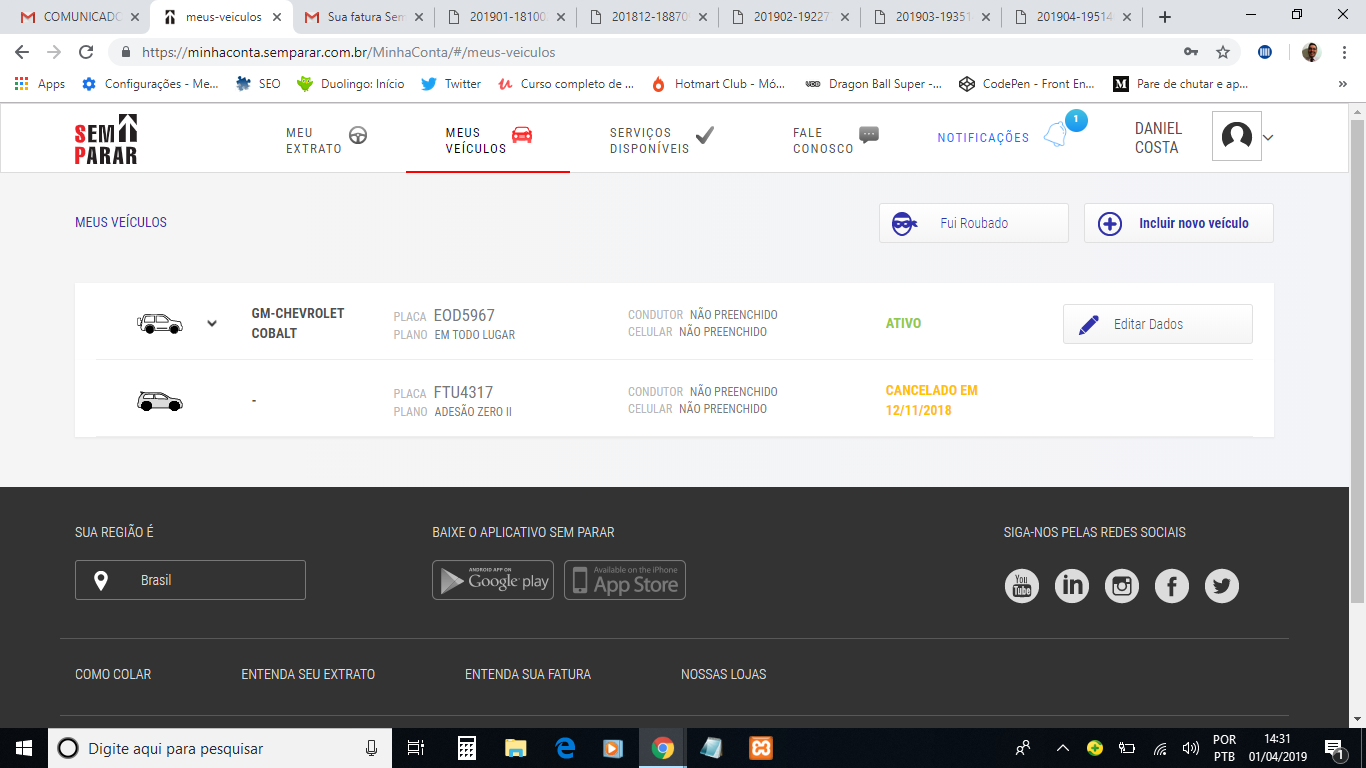 COMUNICADO
meus-veiculos
Sua fatura Sem
201901-18100
201812-18870
201902-19227
201903-19351
201904-19514
https://minhaconta.semparar.com.br/MinhaConta/#/meus-veiculos
Apps
Configurações - Me...
SEO
Duolingo: Início
Twitter
Curso completo de ...
Hotmart Club - Mó...
Dragon Ball Super -...
CodePen - Front En...
Pare de chutar e ap...
»
SEM
PARAR
MEU
EXTRATO
MEUS
VEÍCULOS
SERVIÇOS
DISPONÍVEIS
FALE
CONOSCO
NOTIFICAÇÕES
1
DANIEL
COSTA
MEUS VEÍCULOS
Fui Roubado
Incluir novo veículo
GM-CHEVROLET
COBALT
PLACA EOD5967
PLANO EM TODO LUGAR
CONDUTOR NÃO PREENCHIDO
CELULAR NÃO PREENCHIDO
ATIVO
Editar Dados
-
PLACA FTU4317
PLANO ADESÃO ZERO II
CONDUTOR NÃO PREENCHIDO
CELULAR NÃO PREENCHIDO
CANCELADO EM
12/11/2018
SUA REGIÃO É
Brasil
BAIXE O APLICATIVO SEM PARAR
ANDROID APP ON
Google play
Available on the iPhone
App Store
SIGA-NOS PELAS REDES SOCIAIS
You
Tube
in
f
COMO COLAR
ENTENDA SEU EXTRATO
ENTENDA SUA FATURA
NOSSAS LOJAS
Digite aqui para pesquisar
POR
PTB
14:31
01/04/2019
1